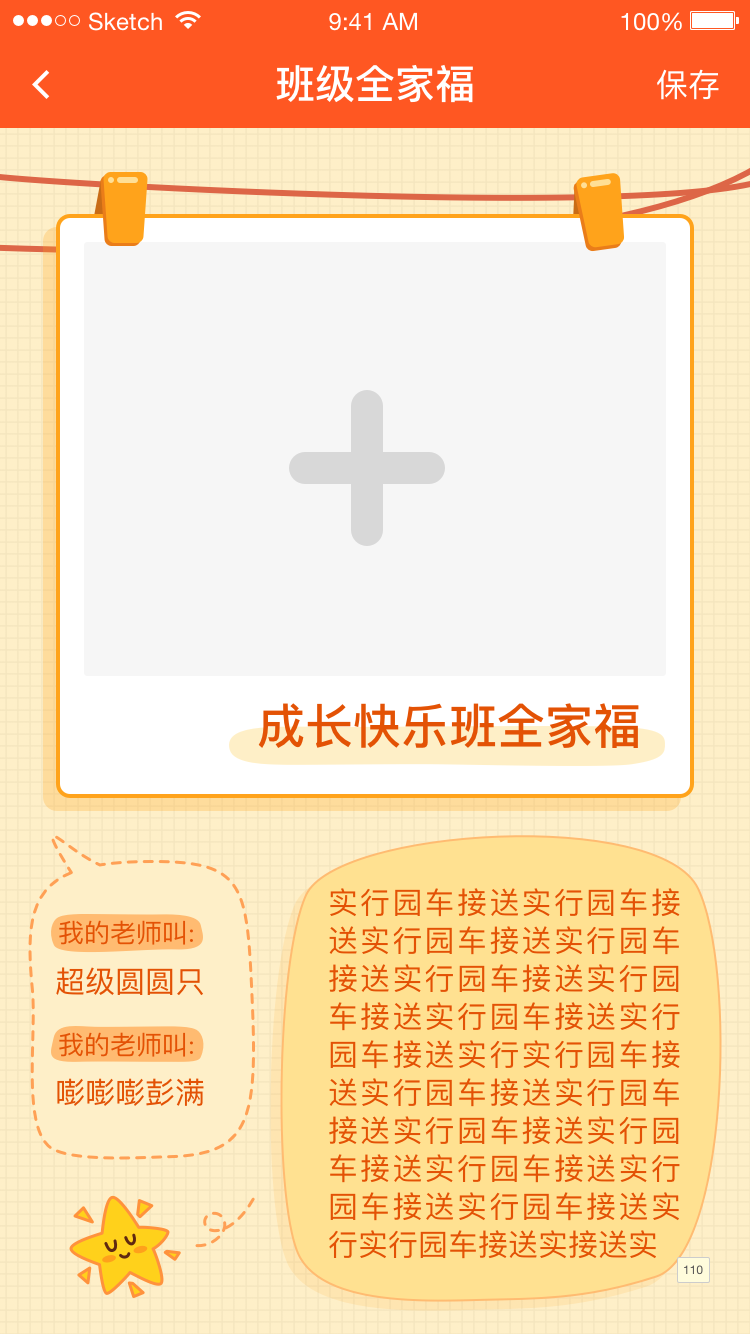 Sketch 9:41 AM 100%
班级全家福 保存
成长快乐班全家福
我的老师叫:
超级圆圆只
我的老师叫:
嘭嘭嘭彭满
实行园车接送实行园车接
送实行园车接送实行园车
接送实行园车接送实行园
车接送实行园车接送实行
园车接送实行实行园车接
送实行园车接送实行园车
接送实行园车接送实行园
车接送实行园车接送实行
园车接送实行园车接送实
行实行园车接送实接送实
110